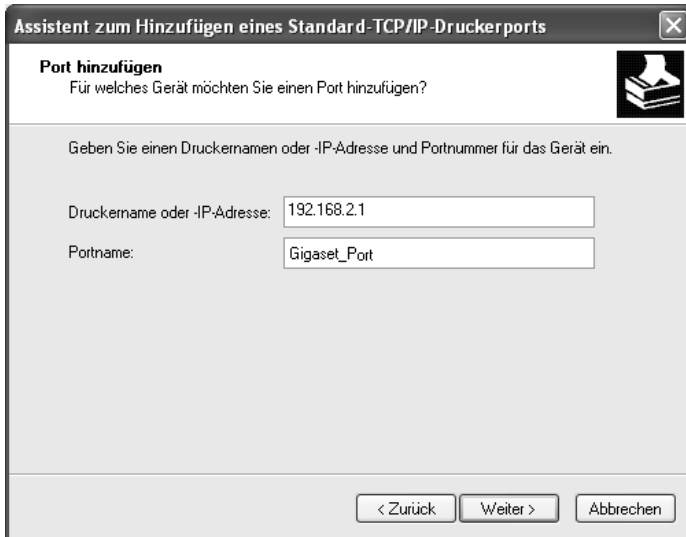 Assistent zum Hinzufügen eines Standard-TCP/IP-Druckerports
Port hinzufügen
Für welches Gerät möchten Sie einen Port hinzufügen?
Geben Sie einen Druckernamen oder -IP-Adresse und Portnummer für das Gerät ein.
Druckername oder -IP-Adresse: 192.168.2.1
Portname: Gigaset_Port
< Zurück Weiter > Abbrechen